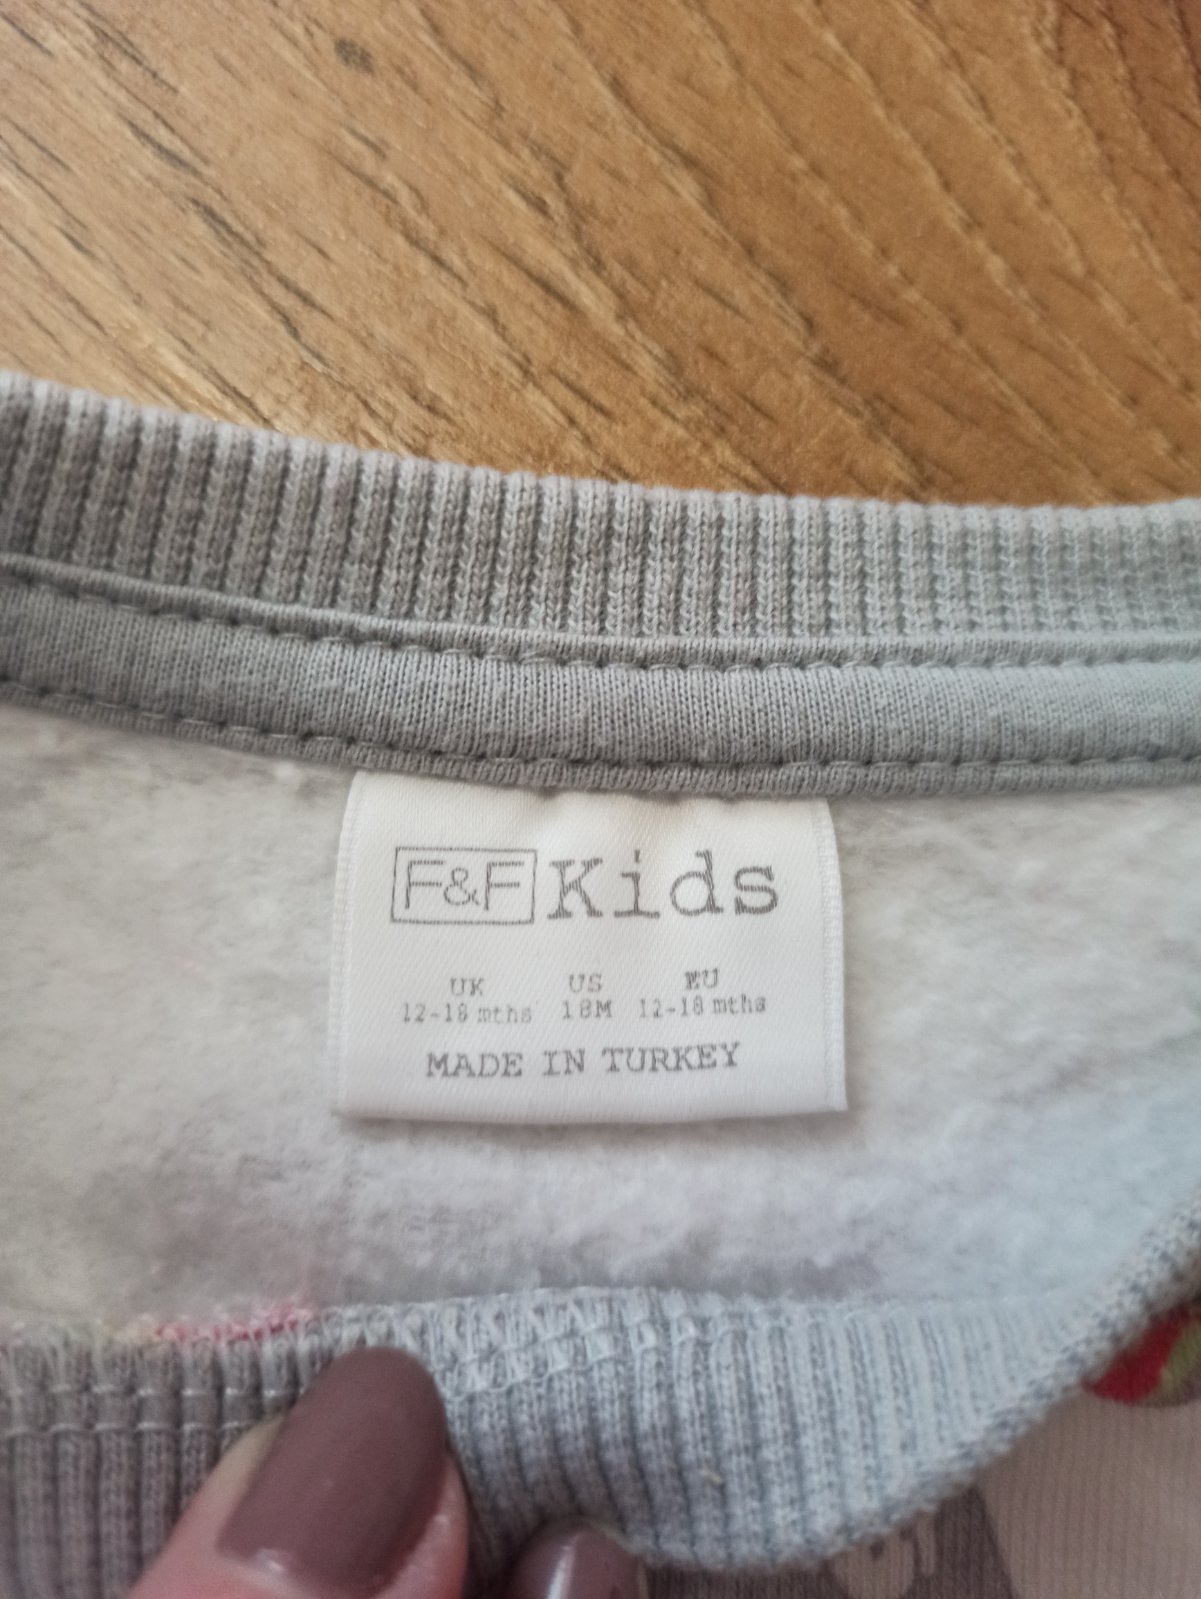 F&F Kids
UK US EU
12-18 mths 18M 12-18 mths
MADE IN TURKEY